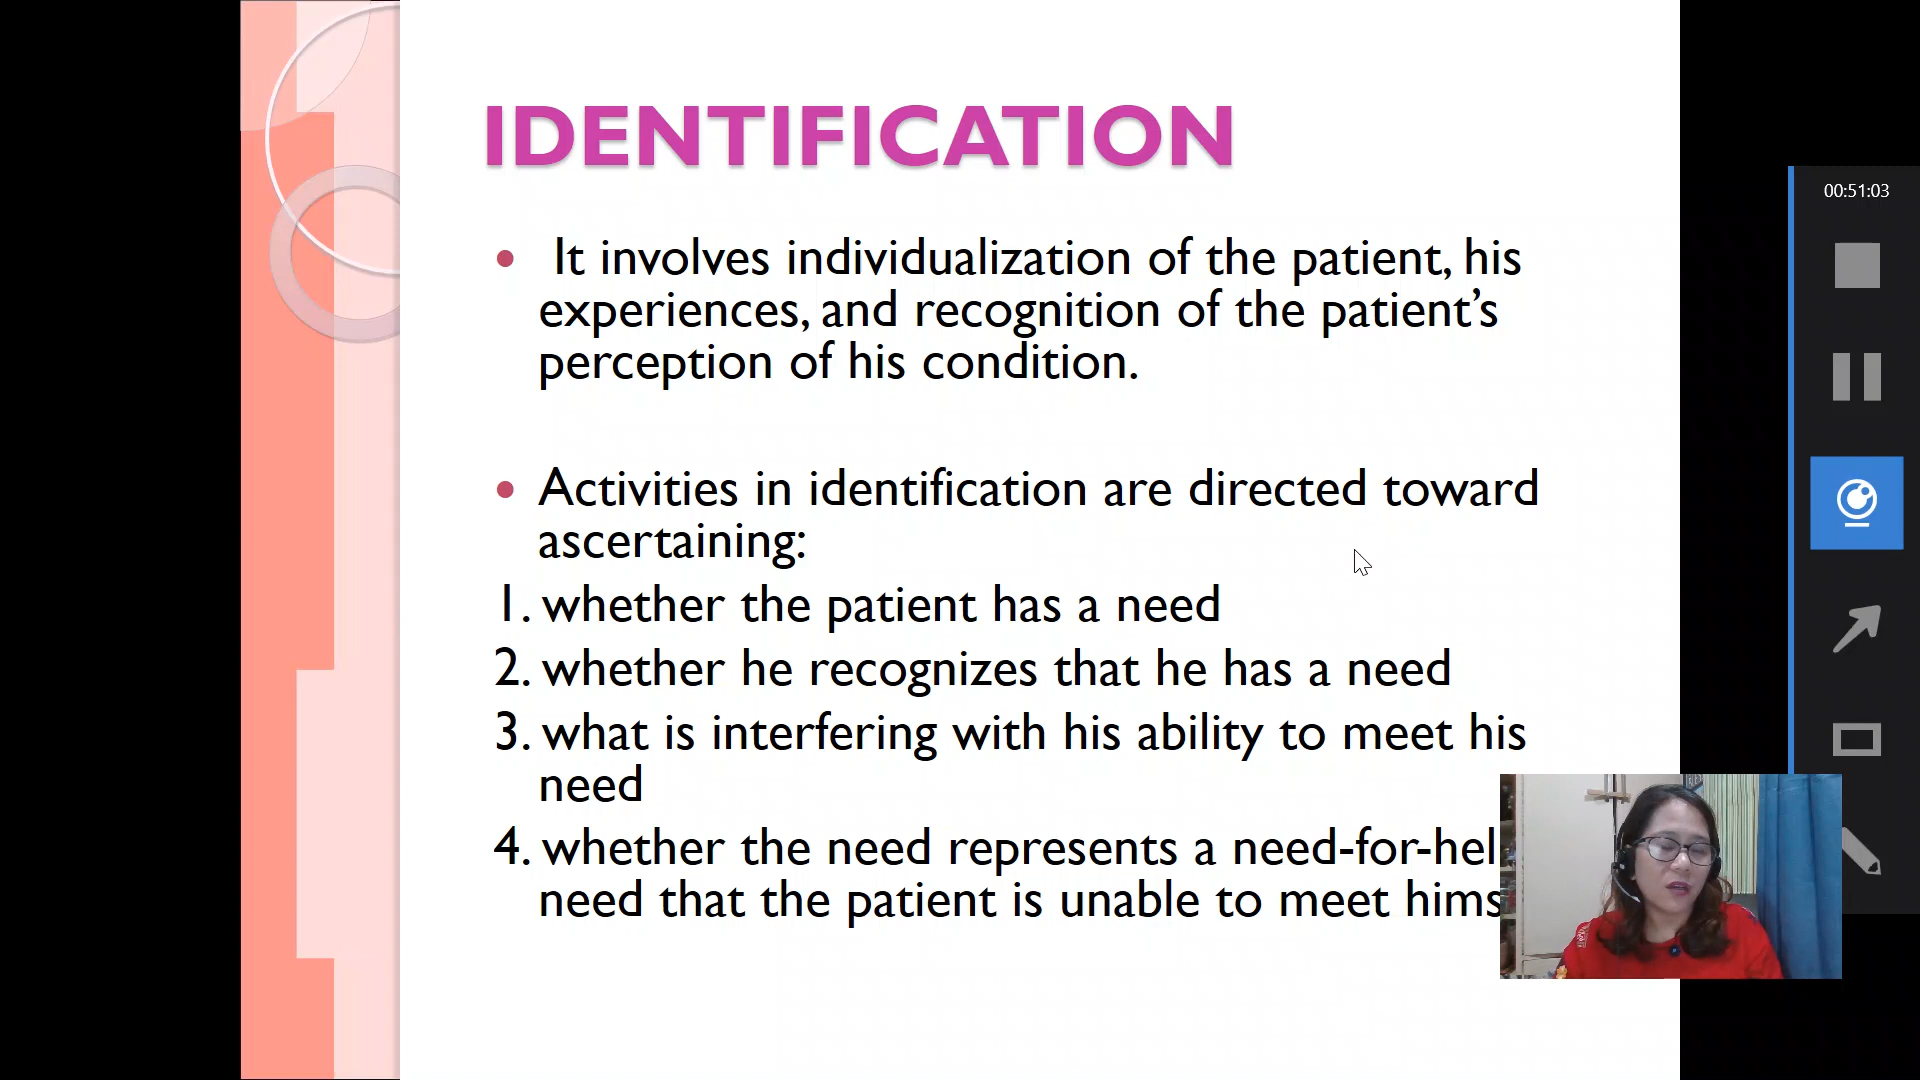 IDENTIFICATION
• It involves individualization of the patient, his
experiences, and recognition of the patient’s
perception of his condition.
• Activities in identification are directed toward
ascertaining:
1. whether the patient has a need
2. whether he recognizes that he has a need
3. what is interfering with his ability to meet his
need
4. whether the need represents a need-for-hel
need that the patient is unable to meet hims
00:51:03